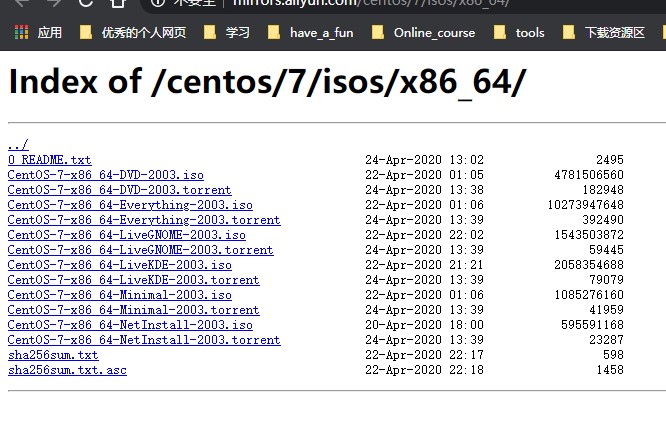 不安全 mirrors.aliyun.com/centos/7/isos/x86_64/
应用 优秀的个人网页 学习 have_a_fun Online_course tools 下载资源区
Index of /centos/7/isos/x86_64/
../
0_README.txt 24-Apr-2020 13:02 2495
CentOS-7-x86_64-DVD-2003.iso 22-Apr-2020 01:05 4781506560
CentOS-7-x86_64-DVD-2003.torrent 24-Apr-2020 13:38 182948
CentOS-7-x86_64-Everything-2003.iso 22-Apr-2020 01:06 10273947648
CentOS-7-x86_64-Everything-2003.torrent 24-Apr-2020 13:39 392490
CentOS-7-x86_64-LiveGNOME-2003.iso 22-Apr-2020 22:02 1543503872
CentOS-7-x86_64-LiveGNOME-2003.torrent 24-Apr-2020 13:39 59445
CentOS-7-x86_64-LiveKDE-2003.iso 22-Apr-2020 21:21 2058354688
CentOS-7-x86_64-LiveKDE-2003.torrent 24-Apr-2020 13:39 79079
CentOS-7-x86_64-Minimal-2003.iso 22-Apr-2020 01:06 1085276160
CentOS-7-x86_64-Minimal-2003.torrent 24-Apr-2020 13:39 41959
CentOS-7-x86_64-NetInstall-2003.iso 20-Apr-2020 18:00 595591168
CentOS-7-x86_64-NetInstall-2003.torrent 24-Apr-2020 13:39 23287
sha256sum.txt 22-Apr-2020 22:17 598
sha256sum.txt.asc 22-Apr-2020 22:18 1458